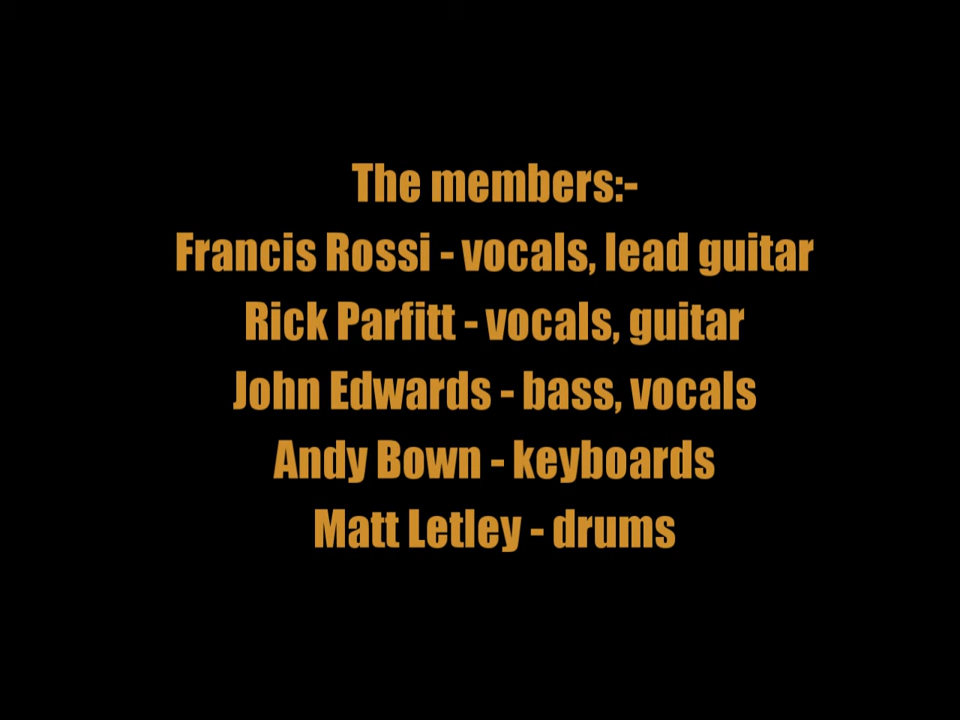 The members:-
Francis Rossi - vocals, lead guitar
Rick Parfitt - vocals, guitar
John Edwards - bass, vocals
Andy Bown - keyboards
Matt Letley - drums